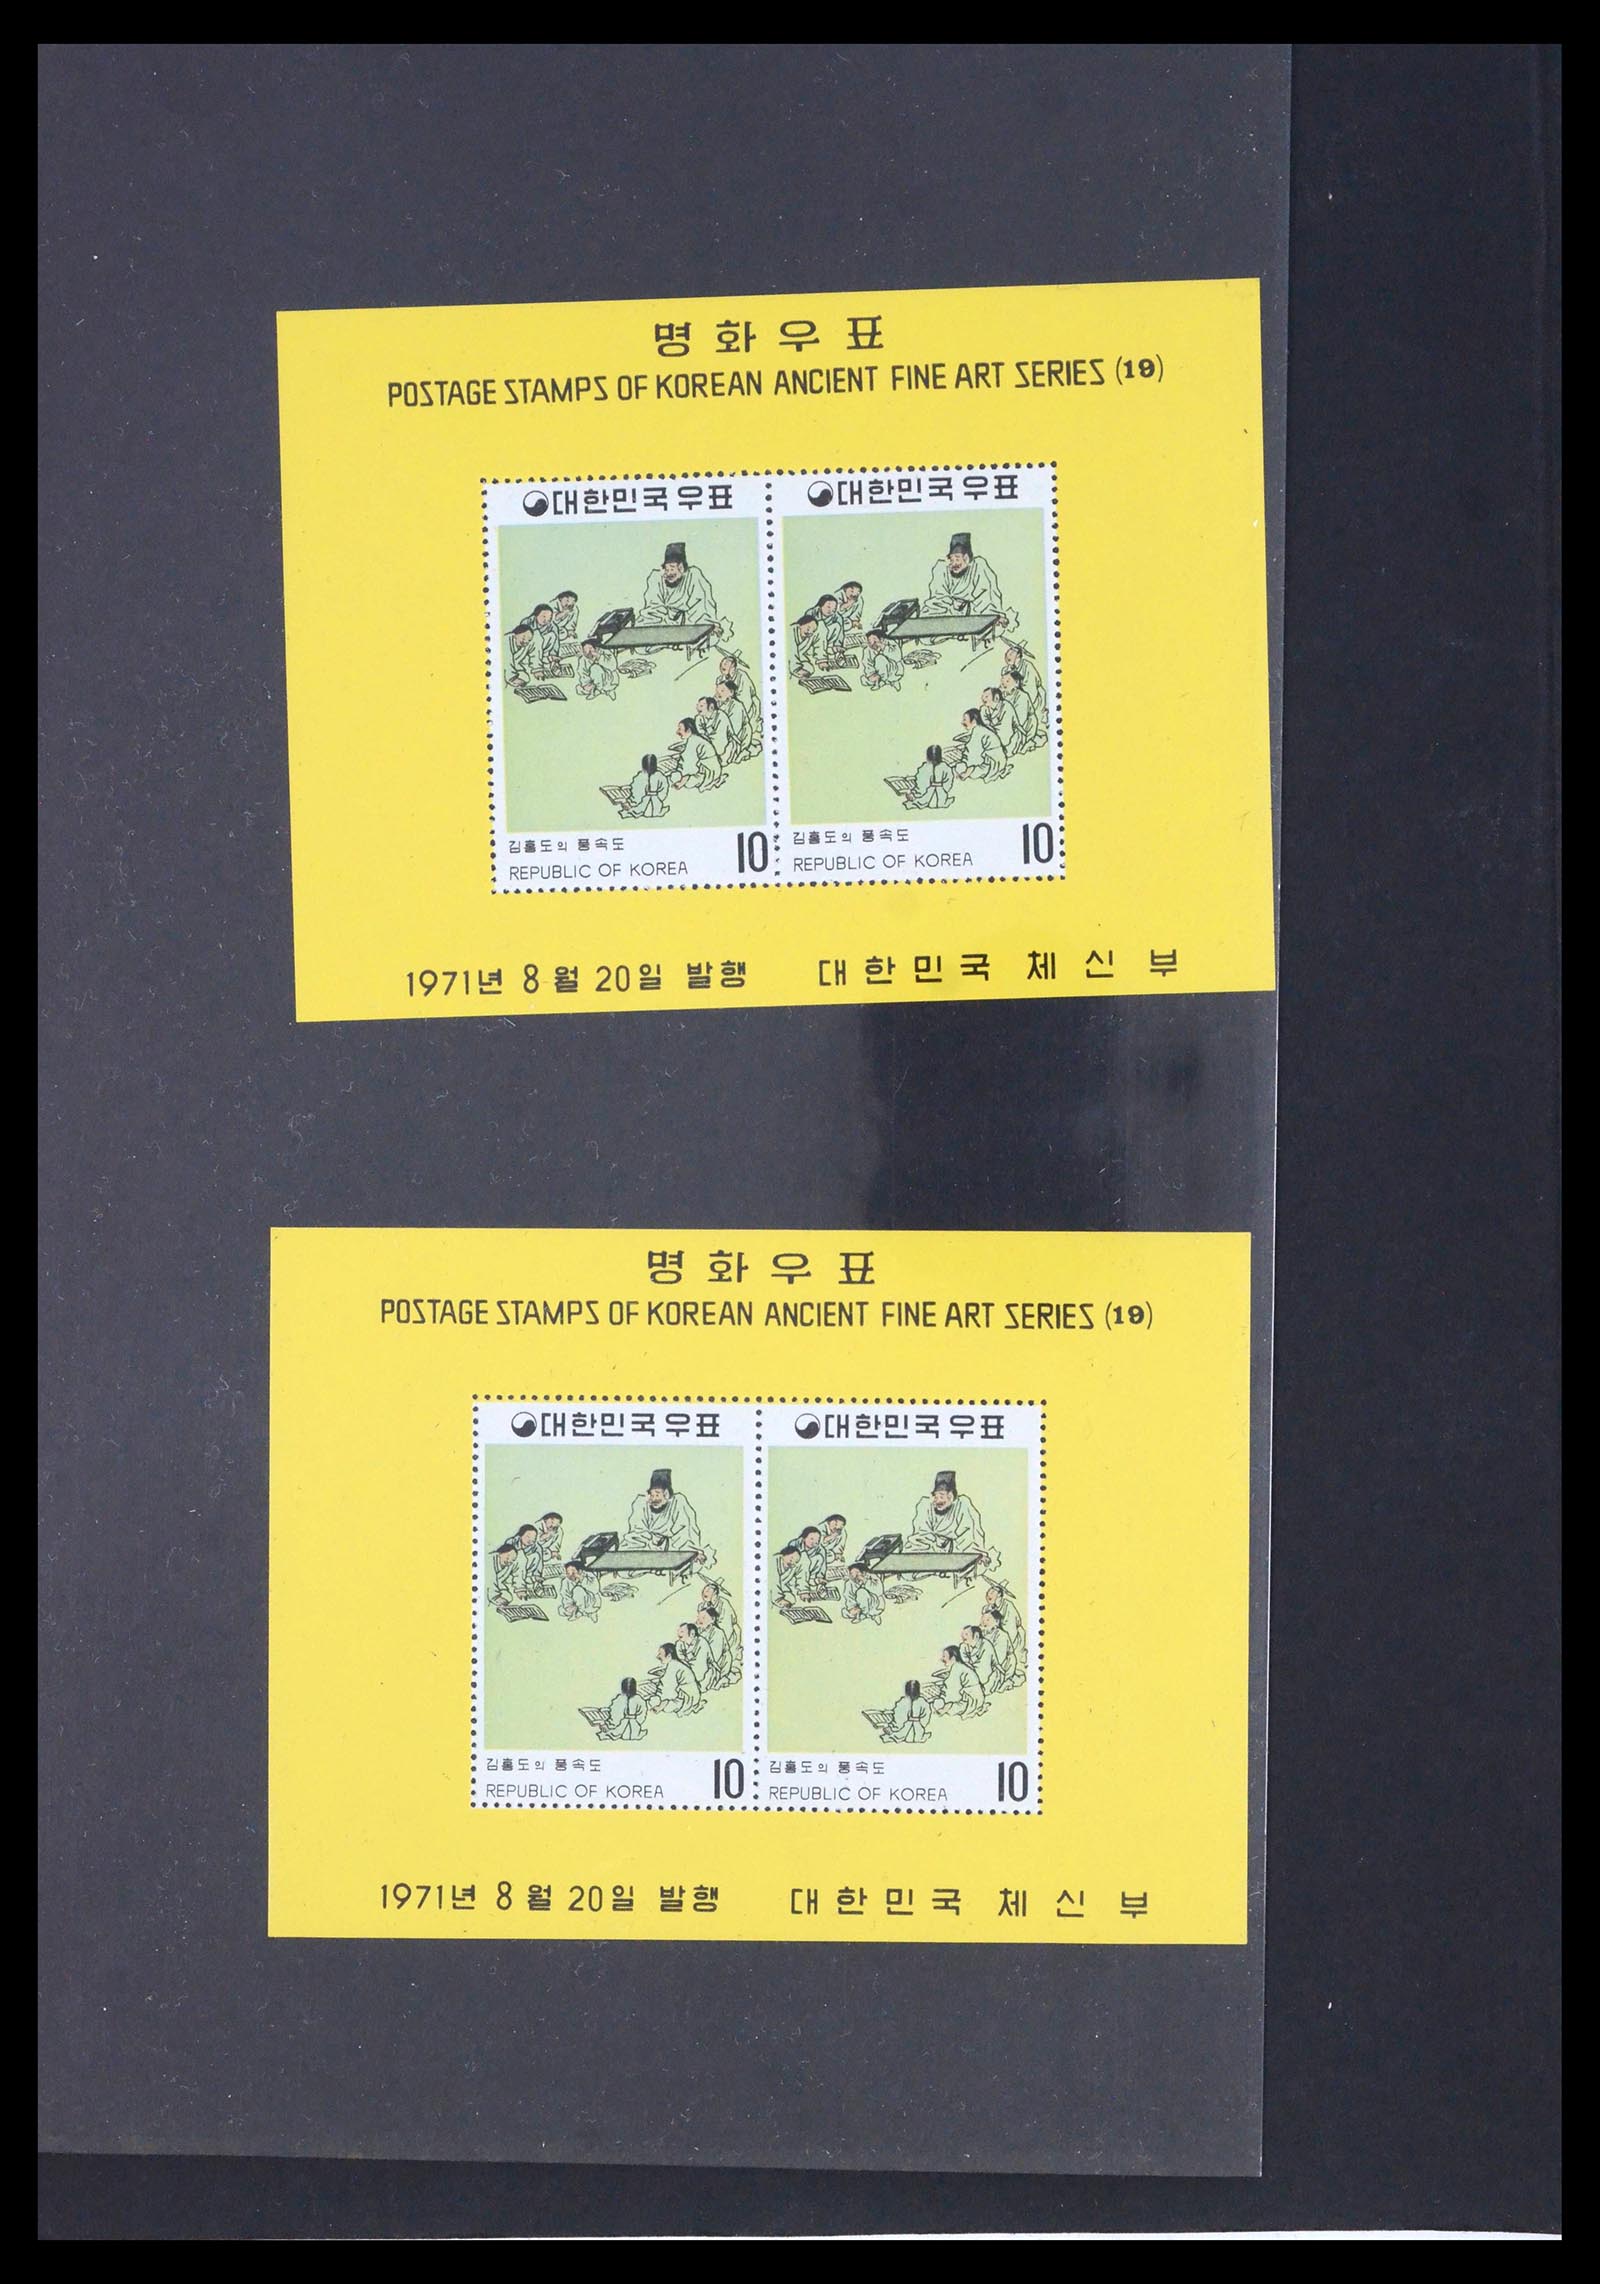 명화우표
POSTAGE STAMPS OF KOREAN ANCIENT FINE ART SERIES (19)
대한민국우표
대한민국우표
김홍도의 풍속도
10
REPUBLIC OF KOREA
김홍도의 풍속도
10
REPUBLIC OF KOREA
1971년 8월 20일 발행 대한민국 체신부
명화우표
POSTAGE STAMPS OF KOREAN ANCIENT FINE ART SERIES (19)
대한민국우표
대한민국우표
김홍도의 풍속도
10
REPUBLIC OF KOREA
김홍도의 풍속도
10
REPUBLIC OF KOREA
1971년 8월 20일 발행 대한민국 체신부